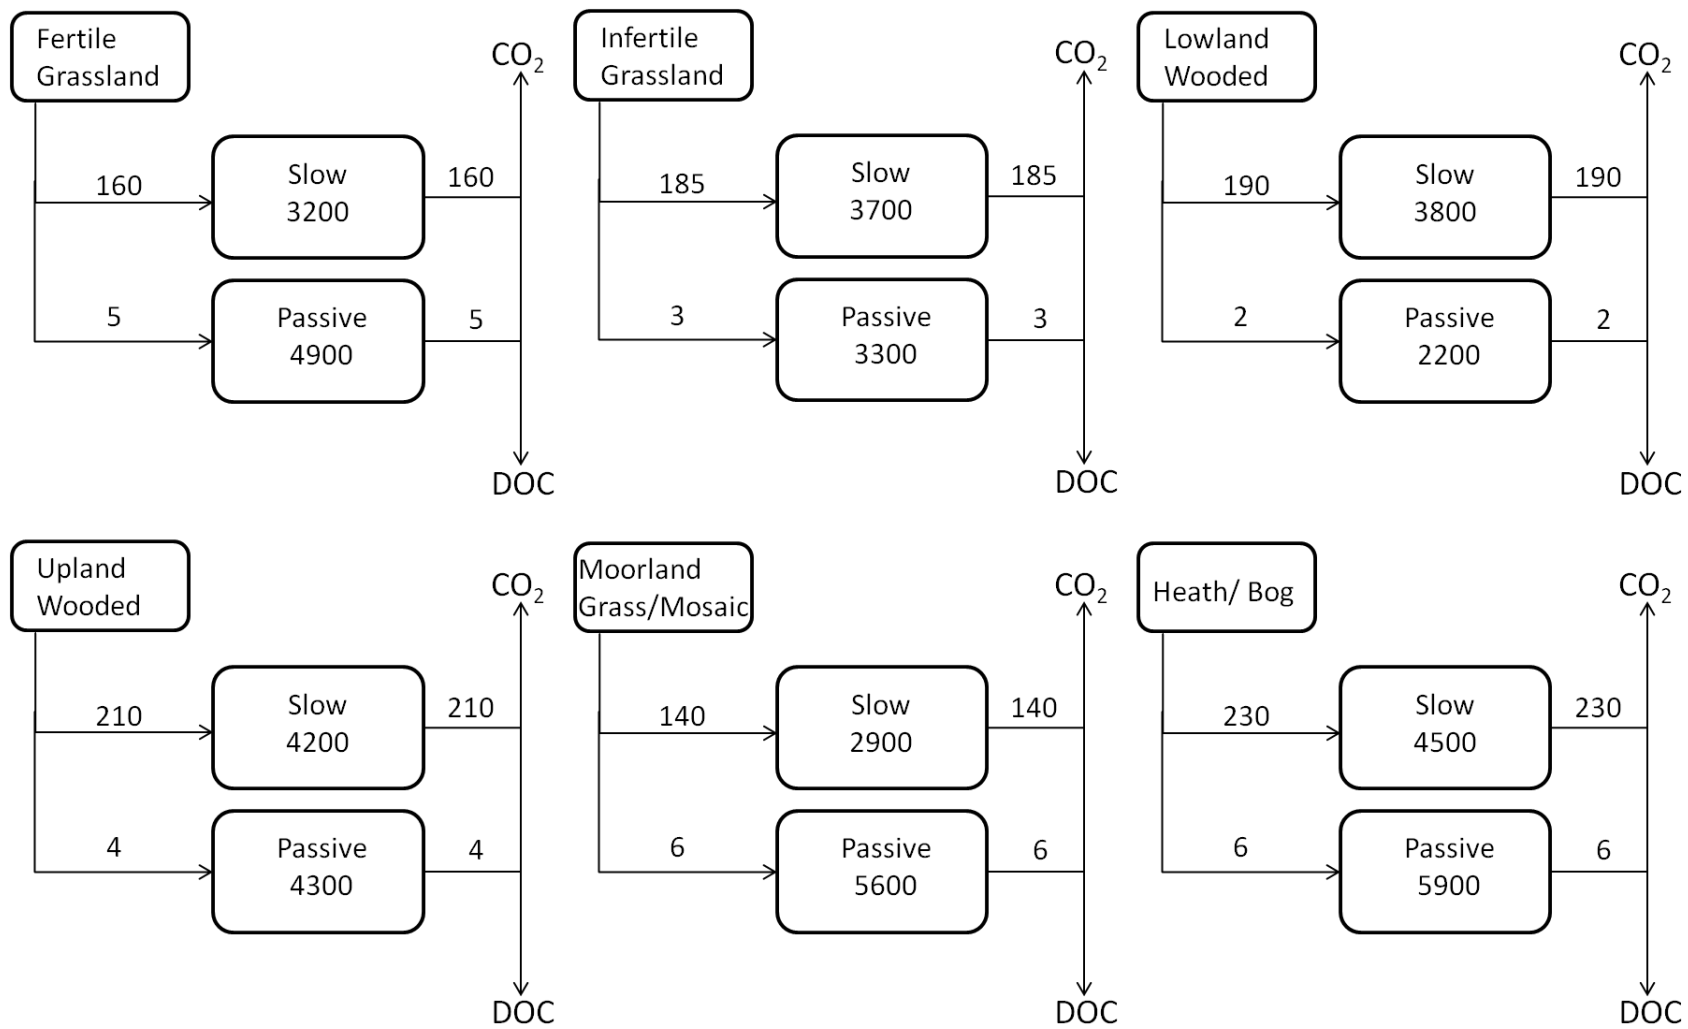 Fertile
Grassland
CO₂
160
Slow
3200
160
5
Passive
4900
5
DOC
Infertile
Grassland
CO₂
185
Slow
3700
185
3
Passive
3300
3
DOC
Lowland
Wooded
CO₂
190
Slow
3800
190
2
Passive
2200
2
DOC
Upland
Wooded
CO₂
210
Slow
4200
210
4
Passive
4300
4
DOC
Moorland
Grass/Mosaic
CO₂
140
Slow
2900
140
6
Passive
5600
6
DOC
Heath/ Bog
CO₂
230
Slow
4500
230
6
Passive
5900
6
DOC